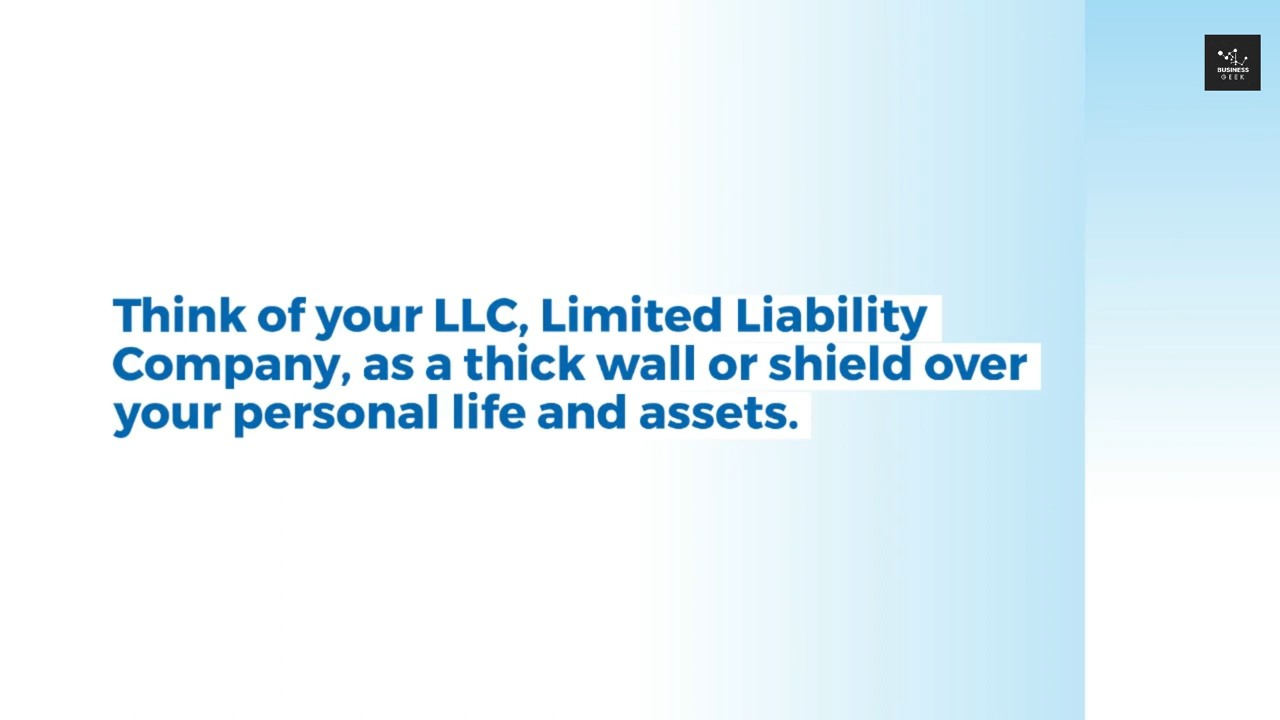 Think of your LLC, Limited Liability
Company, as a thick wall or shield over
your personal life and assets.
BUSINESS
GEEK